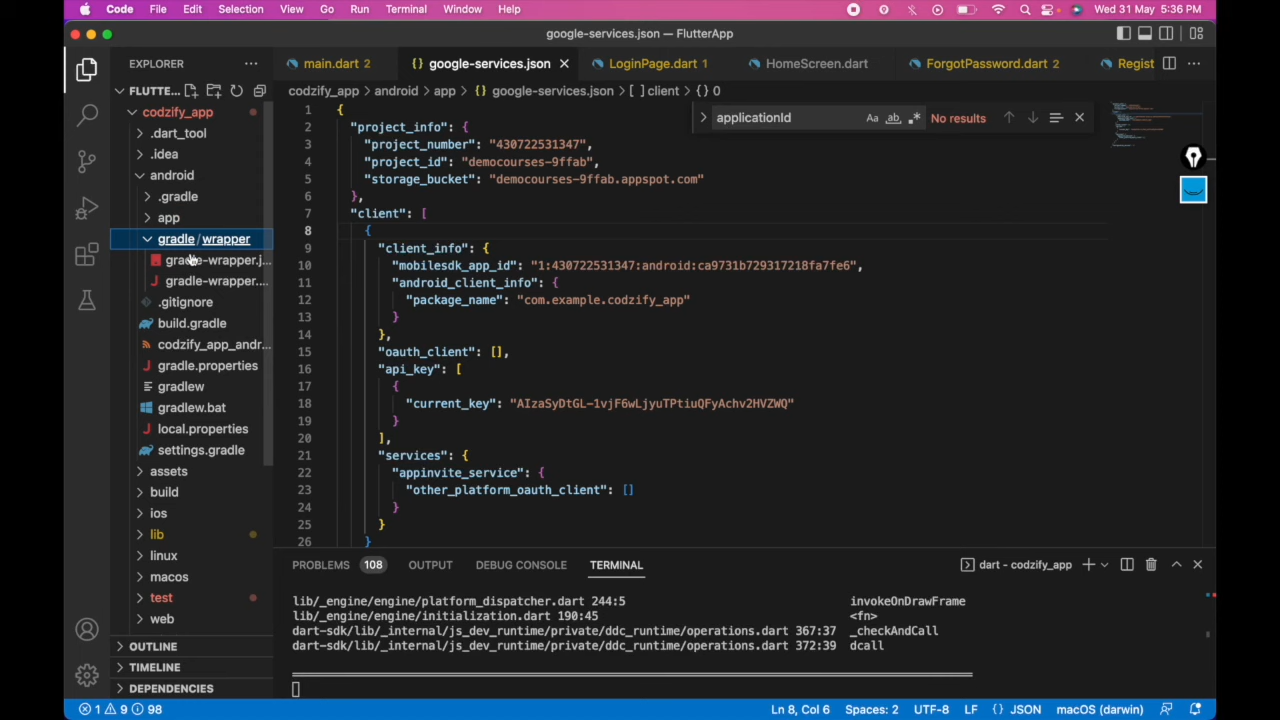 Code File Edit Selection View Go Run Terminal Window Help Wed 31 May 5:36 PM
google-services.json — FlutterApp
EXPLORER
main.dart 2
{} google-services.json
LoginPage.dart 1
HomeScreen.dart
ForgotPassword.dart 2
Regist
FLUTTE...
codzify_app > android > app > {} google-services.json > [ ] client > {} 0
applicationId
Aa
ab
No results
codzify_app
.dart_tool
.idea
android
.gradle
app
gradle/wrapper
gradle-wrapper.j...
gradle-wrapper....
.gitignore
build.gradle
codzify_app_andr...
gradle.properties
gradlew
gradlew.bat
local.properties
settings.gradle
assets
build
ios
lib
linux
macos
test
web
OUTLINE
TIMELINE
DEPENDENCIES
1 {
2 "project_info": {
3 "project_number": "430722531347",
4 "project_id": "democourses-9ffab",
5 "storage_bucket": "democourses-9ffab.appspot.com"
6 },
7 "client": [
8 {
9 "client_info": {
10 "mobilesdk_app_id": "1:430722531347:android:ca9731b729317218fa7fe6",
11 "android_client_info": {
12 "package_name": "com.example.codzify_app"
13 }
14 },
15 "oauth_client": [],
16 "api_key": [
17 {
18 "current_key": "AIzaSyDtGL-1vjF6wLjyuTPtiuQFyAchv2HVZWQ"
19 }
20 ],
21 "services": {
22 "appinvite_service": {
23 "other_platform_oauth_client": []
24 }
25 }
26 }
PROBLEMS 108 OUTPUT DEBUG CONSOLE TERMINAL
dart - codzify_app
lib/_engine/engine/platform_dispatcher.dart 244:5 invokeOnDrawFrame
lib/_engine/initialization.dart 190:45 <fn>
dart-sdk/lib/_internal/js_dev_runtime/private/ddc_runtime/operations.dart 367:37 _checkAndCall
dart-sdk/lib/_internal/js_dev_runtime/private/ddc_runtime/operations.dart 372:39 dcall
1 9 98
Ln 8, Col 6 Spaces: 2 UTF-8 LF {} JSON macOS (darwin)